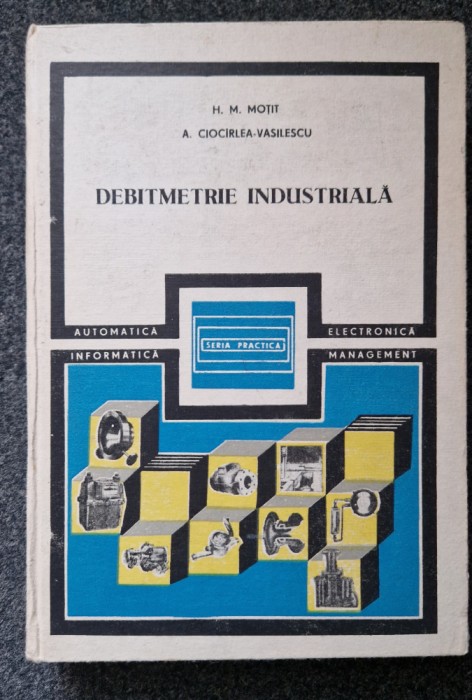 H. M. MOȚIT
A. CIOCÎRLEA-VASILESCU
DEBITMETRIE INDUSTRIALĂ
AUTOMATICĂ
ELECTRONICĂ
SERIA PRACTICĂ
INFORMATICĂ
MANAGEMENT